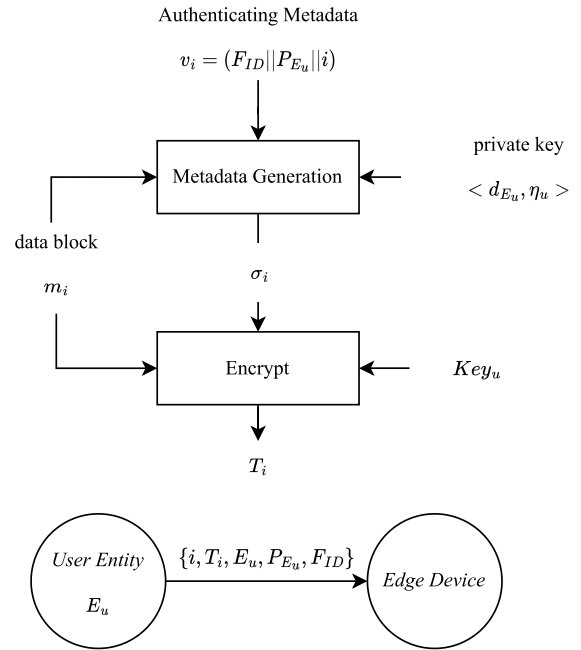 Authenticating Metadata
v_i = (F_{ID}||P_{E_u}||i)
Metadata Generation
private key
< d_{E_u}, η_u >
data block
m_i
σ_i
Encrypt
Key_u
T_i
User Entity
E_u
{i, T_i, E_u, P_{E_u}, F_{ID}}
Edge Device